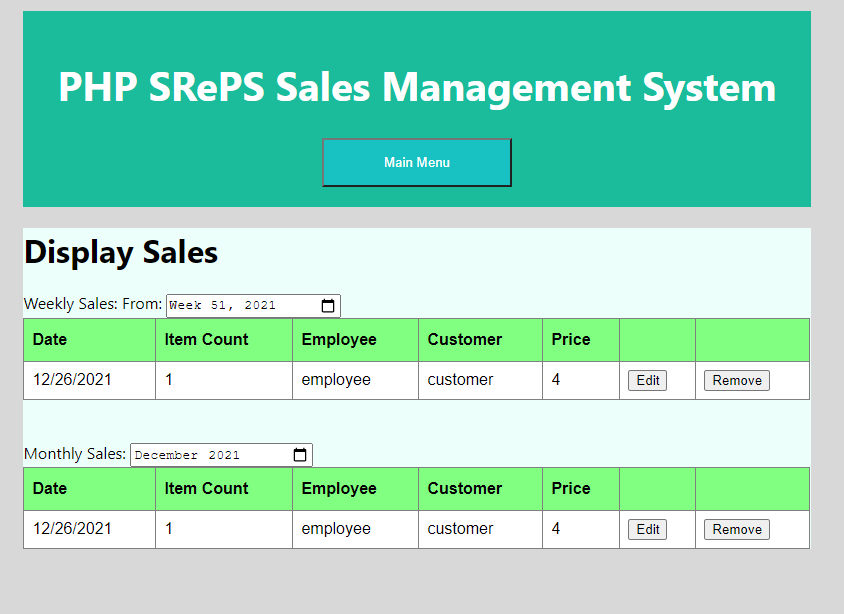 PHP SRePS Sales Management System
Main Menu
Display Sales
Weekly Sales: From: Week 51, 2021
Date Item Count Employee Customer Price
12/26/2021 1 employee customer 4 Edit Remove
Monthly Sales: December 2021
Date Item Count Employee Customer Price
12/26/2021 1 employee customer 4 Edit Remove